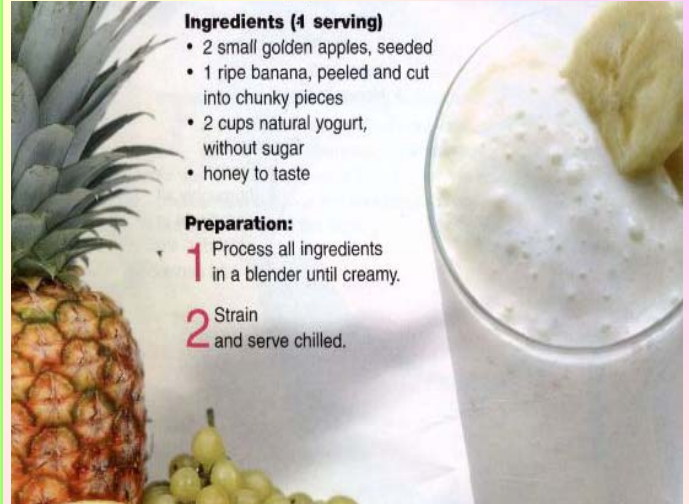 Ingredients (1 serving)
• 2 small golden apples, seeded
• 1 ripe banana, peeled and cut
into chunky pieces
• 2 cups natural yogurt,
without sugar
• honey to taste
Preparation:
1 Process all ingredients
in a blender until creamy.
2 Strain
and serve chilled.